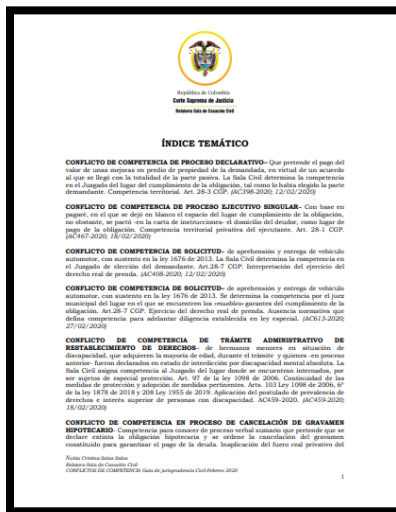 República de Colombia
Corte Suprema de Justicia
Relatoría Sala de Casación Civil
ÍNDICE TEMÁTICO
CONFLICTO DE COMPETENCIA DE PROCESO DECLARATIVO– Que pretende el pago del
valor de unas mejoras en predio de propiedad de la demandada, en virtud de un acuerdo
al que se llegó con la totalidad de la parte pasiva. La Sala Civil determina la competencia
en el Juzgado del lugar del cumplimiento de la obligación, tal como lo había elegido la parte
demandante. Competencia territorial. Art. 28-3 CGP. (AC398-2020; 12/02/2020)
CONFLICTO DE COMPETENCIA DE PROCESO EJECUTIVO SINGULAR– Con base en
pagaré, en el que se dejó en blanco el espacio del lugar de cumplimiento de la obligación,
no obstante, se pactó -en la carta de instrucciones- el domicilio del deudor, como lugar de
pago de la obligación. Competencia territorial privativa del ejecutante. Art. 28-1 CGP.
(AC467-2020; 18/02/2020)
CONFLICTO DE COMPETENCIA DE SOLICITUD– de aprehensión y entrega de vehículo
automotor, con sustento en la ley 1676 de 2013. La Sala Civil determina la competencia en
el Juzgado de elección del demandante. Art.28-7 CGP. Interpretación del ejercicio del
derecho real de prenda. (AC408-2020; 12/02/2020)
CONFLICTO DE COMPETENCIA DE SOLICITUD– de aprehensión y entrega de vehículo
automotor, con sustento en la ley 1676 de 2013. Se determina la competencia por el juez
municipal del lugar en el que se encuentren los «muebles» garantes del cumplimiento de la
obligación. Art.28-7 CGP. Ejercicio del derecho real de prenda. Ausencia normativa que
defina competencia para adelantar diligencia establecida en ley especial. (AC613-2020;
27/02/2020)
CONFLICTO DE COMPETENCIA DE TRÁMITE ADMINISTRATIVO DE
RESTABLECIMIENTO DE DERECHOS– de hermanos menores en situación de
discapacidad, que adquieren la mayoría de edad, durante el trámite y quienes -en proceso
anterior- fueron declarados en estado de interdicción por discapacidad mental absoluta. La
Sala Civil asigna competencia al Juzgado del lugar donde se encuentran internados, por
ser sujetos de especial protección. Art. 97 de la ley 1098 de 2006. Continuidad de las
medidas de protección y adopción de medidas pertinentes. Arts. 103 Ley 1098 de 2006, 6°
de la ley 1878 de 2018 y 208 Ley 1955 de 2019. Aplicación del postulado de prevalencia de
derechos e interés superior de personas con discapacidad. AC459-2020. (AC459-2020;
18/02/2020)
CONFLICTO DE COMPETENCIA EN PROCESO DE CANCELACIÓN DE GRAVAMEN
HIPOTECARIO- Competencia para conocer de proceso verbal sumario que pretende que se
declare extinta la obligación hipotecaria y se ordene la cancelación del gravamen
constituido para garantizar el pago de la deuda. Inaplicación del fuero real privativo del
Nubia Cristina Salas Salas
Relatora Sala de Casación Civil
CONFLICTOS DE COMPETENCIA: Guía de Jurisprudencia Civil-Febrero 2020
1